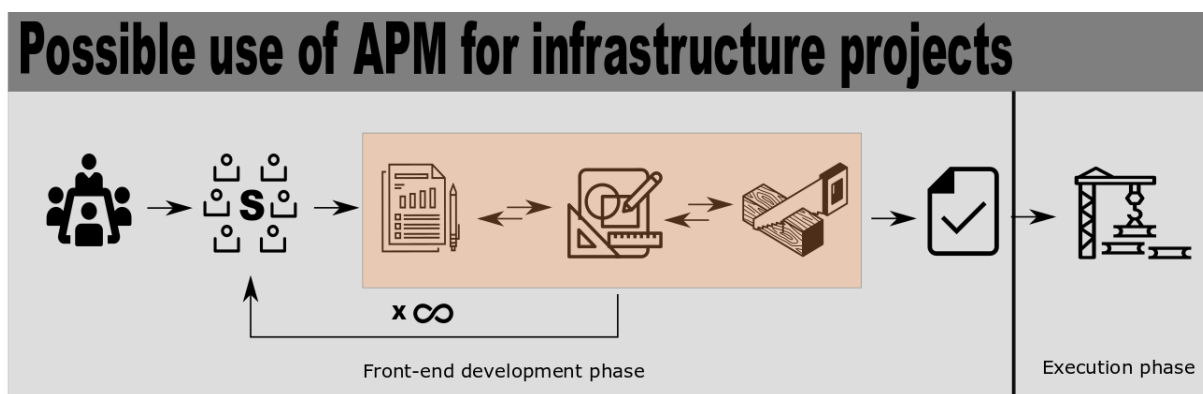 Possible use of APM for infrastructure projects
S
x ∞
Front-end development phase
Execution phase